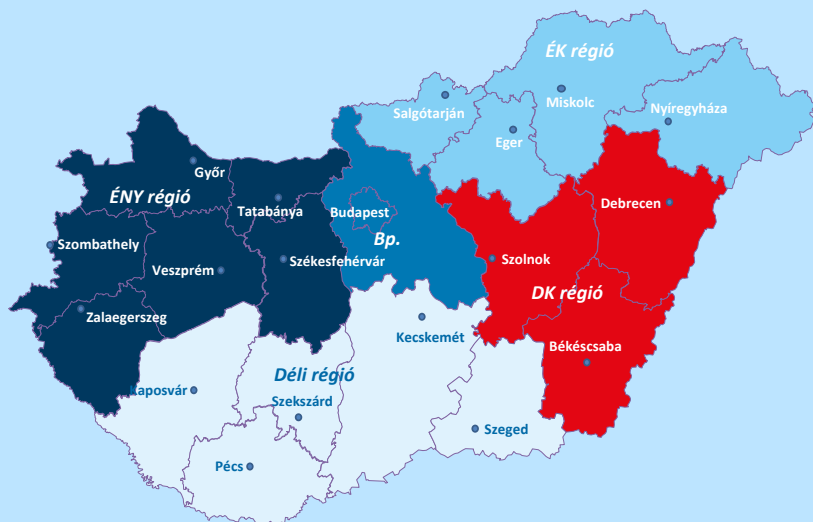 ÉK régió
Miskolc
Salgótarján
Nyíregyháza
Eger
Győr
ÉNY régió
Debrecen
Tatabánya
Budapest
Bp.
Szombathely
Székesfehérvár
Szolnok
Veszprém
DK régió
Zalaegerszeg
Kecskemét
Békéscsaba
Déli régió
Kaposvár
Szekszárd
Szeged
Pécs